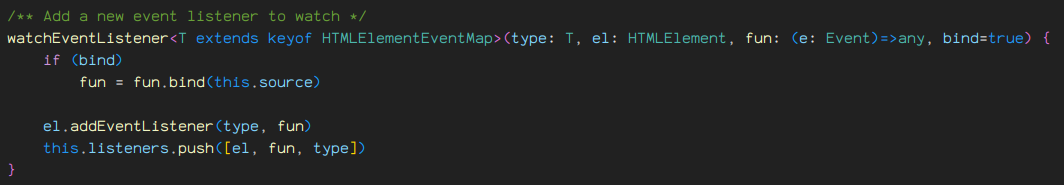 /** Add a new event listener to watch */
watchEventListener<T extends keyof HTMLElementEventMap>(type: T, el: HTMLElement, fun: (e: Event)=>any, bind=true) {
if (bind)
fun = fun.bind(this.source)
el.addEventListener(type, fun)
this.listeners.push([el, fun, type])
}